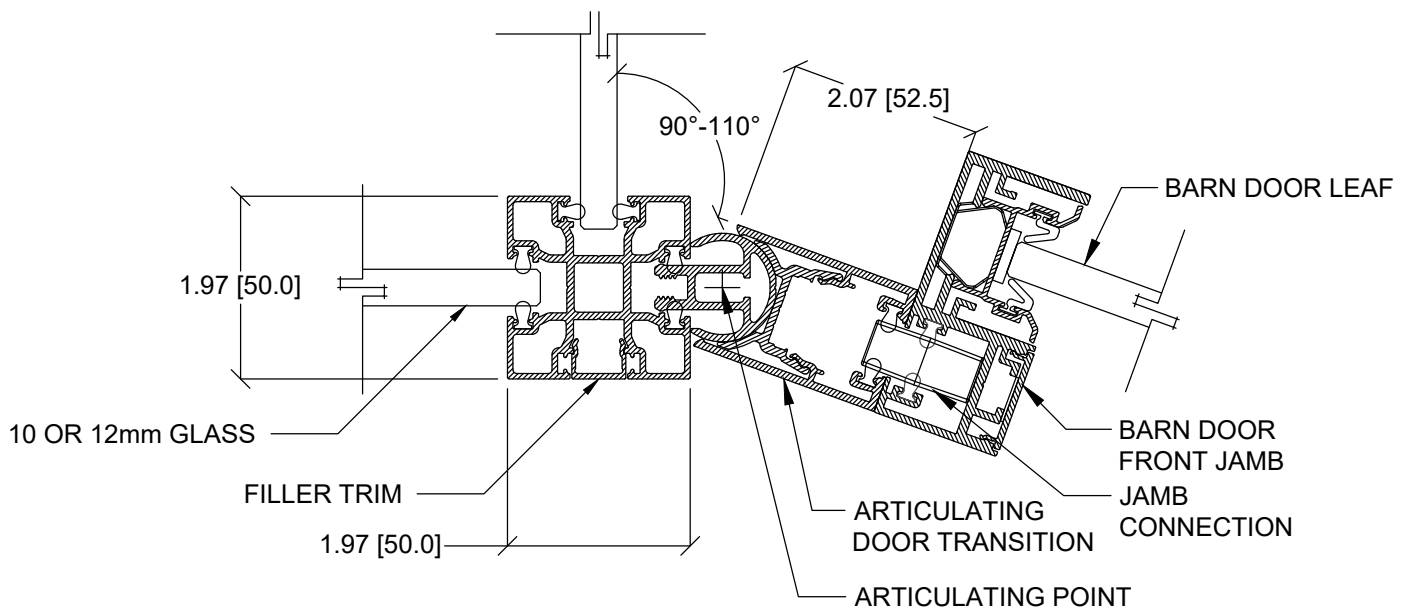 2.07 [52.5]
90°-110°
BARN DOOR LEAF
1.97 [50.0]
10 OR 12mm GLASS
BARN DOOR
FRONT JAMB
FILLER TRIM
JAMB
CONNECTION
ARTICULATING
DOOR TRANSITION
1.97 [50.0]
ARTICULATING POINT